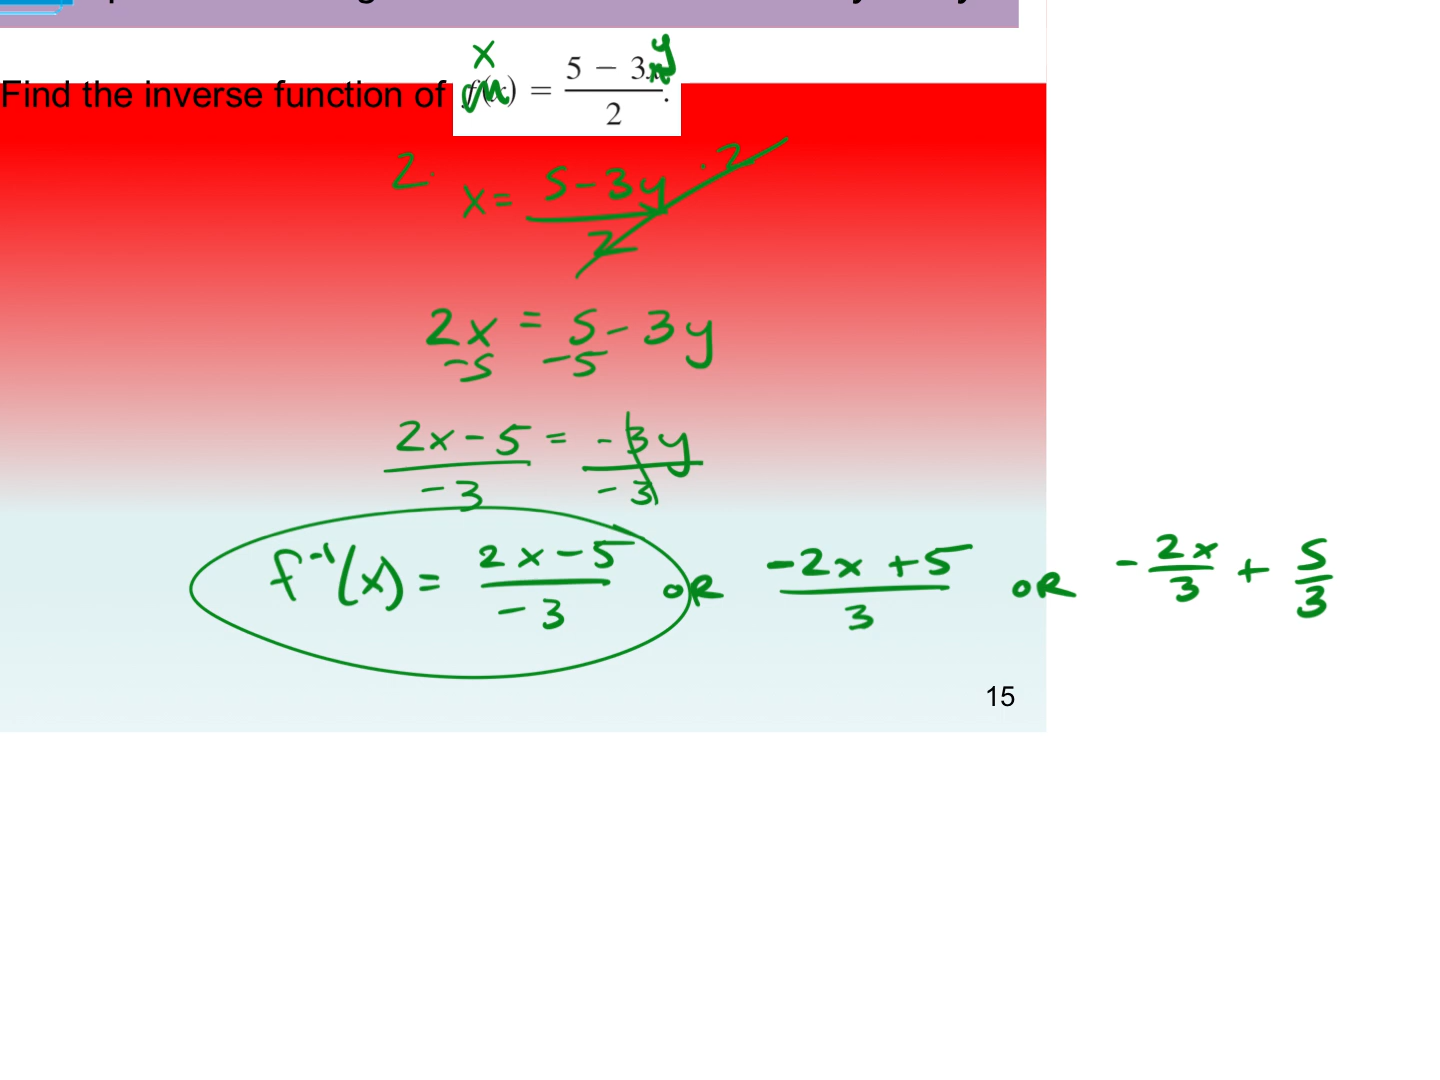 Find the inverse function of f(x) = 5 − 3x / 2.
x y
2· x = 5 - 3y / 2 · 2
2x = 5 - 3y
-5 -5
2x - 5 / -3 = -3y / -3
f⁻¹(x) = 2x - 5 / -3 OR -2x + 5 / 3 OR - 2x / 3 + 5 / 3
15